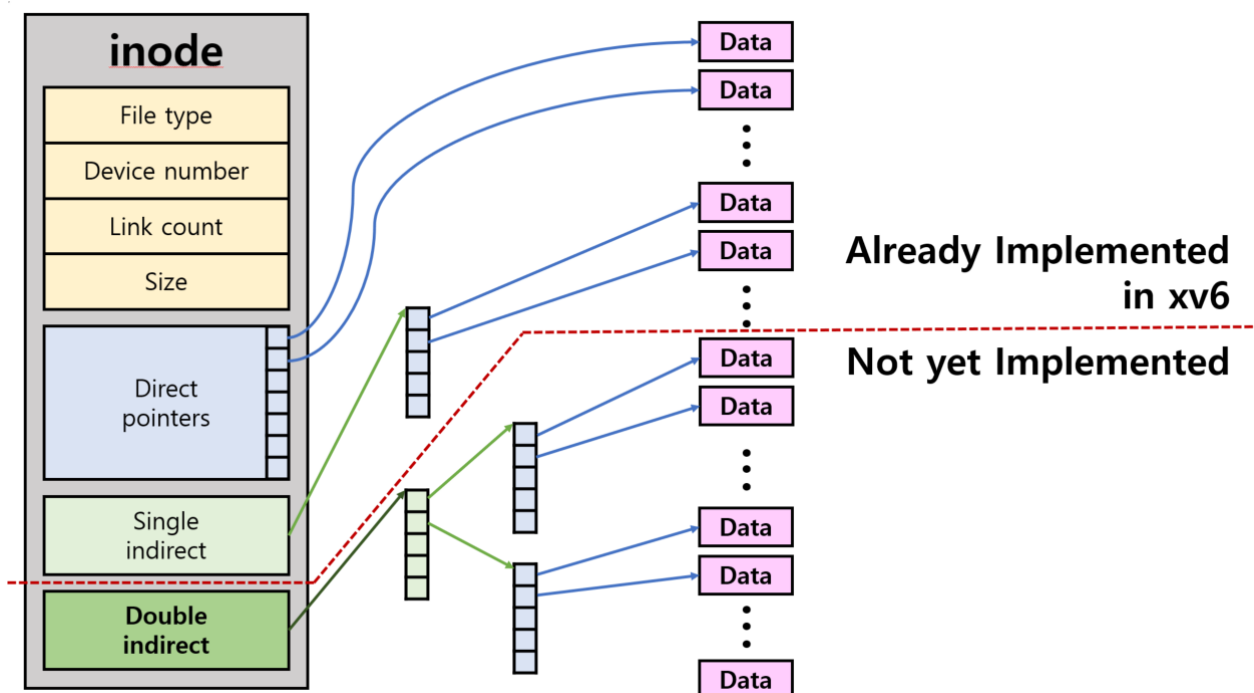 inode
File type
Device number
Link count
Size
Direct
pointers
Single
indirect
Double
indirect
Data
Data
Data
Data
Data
Data
Data
Data
Data
Already Implemented
in xv6
Not yet Implemented